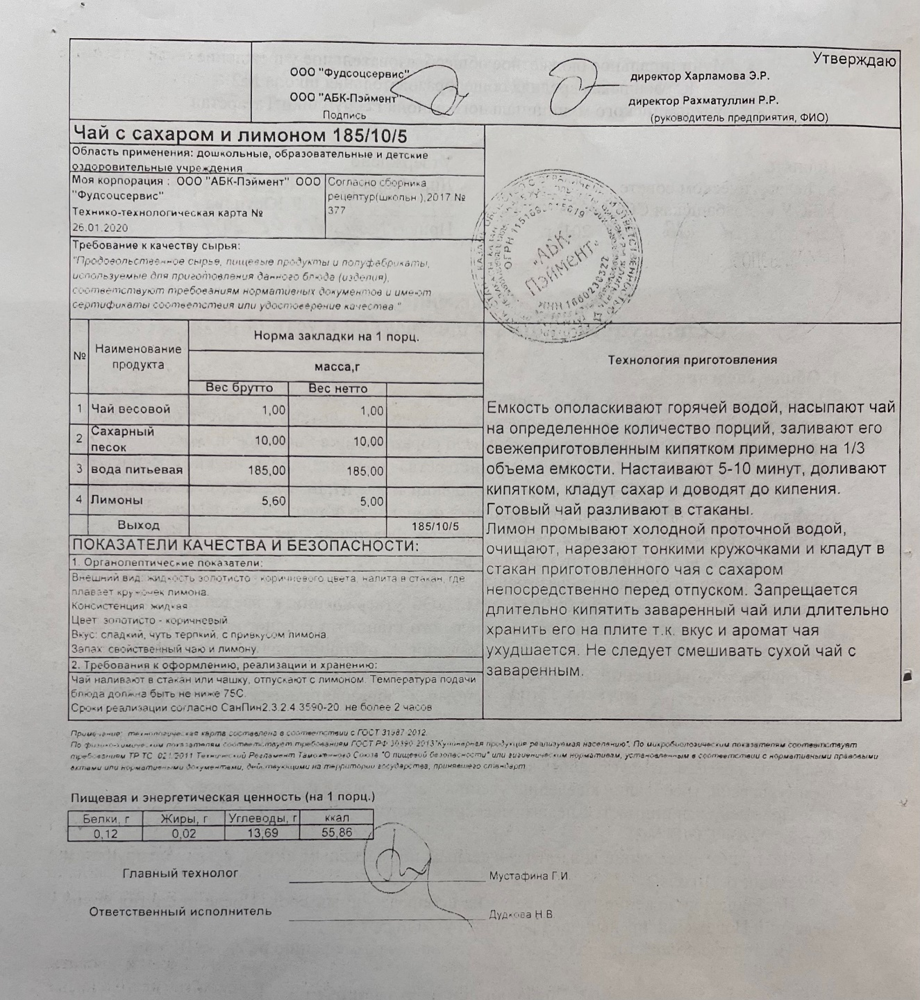 Утверждаю
ООО "Фудсоцсервис"
директор Харламова Э.Р.
ООО "АБК-Пэймент"
директор Рахматуллин Р.Р.
Подпись
(руководитель предприятия, ФИО)
Чай с сахаром и лимоном 185/10/5
Область применения: дошкольные, образовательные и детские
оздоровительные учреждения
Моя корпорация : ООО "АБК-Пэймент" ООО
"Фудсоцсервис"
Технико-технологическая карта №
26.01.2020
Согласно сборника
рецептур(школьн.),2017 №
377
ОГРН
"АБК-
Пэймент"
ИНН
Требование к качеству сырья:
"Продовольственное сырье, пищевые продукты и полуфабрикаты,
используемые для приготовления данного блюда (изделия),
соответствуют требованиям нормативных документов и имеют
сертификаты соответствия или удостоверение качества."
№
Наименование
продукта
Норма закладки на 1 порц.
масса,г
Вес брутто Вес нетто
1 Чай весовой 1,00 1,00
2 Сахарный
песок 10,00 10,00
3 вода питьевая 185,00 185,00
4 Лимоны 5,60 5,00
Выход 185/10/5
Технология приготовления
Емкость ополаскивают горячей водой, насыпают чай
на определенное количество порций, заливают его
свежеприготовленным кипятком примерно на 1/3
объема емкости. Настаивают 5-10 минут, доливают
кипятком, кладут сахар и доводят до кипения.
Готовый чай разливают в стаканы.
Лимон промывают холодной проточной водой,
очищают, нарезают тонкими кружочками и кладут в
стакан приготовленного чая с сахаром
непосредственно перед отпуском. Запрещается
длительно кипятить заваренный чай или длительно
хранить его на плите т.к. вкус и аромат чая
ухудшается. Не следует смешивать сухой чай с
заваренным.
ПОКАЗАТЕЛИ КАЧЕСТВА И БЕЗОПАСНОСТИ:
1. Органолептические показатели:
Внешний вид: жидкость золотисто - коричневого цвета, налита в стакан, где
плавает кружочек лимона.
Консистенция: жидкая
Цвет: золотисто - коричневый
Вкус: сладкий, чуть терпкий, с привкусом лимона
Запах: свойственный чаю и лимону.
2. Требования к оформлению, реализации и хранению:
Чай наливают в стакан или чашку, отпускают с лимоном. Температура подачи
блюда должна быть не ниже 75С.
Сроки реализации согласно СанПин2.3.2.4.3590-20 не более 2 часов
Примечание: технологическая карта составлена в соответствии с ГОСТ 31987-2012.
По физико-химическим показателям соответствует требованиям ГОСТ РФ 30390-2013"Кулинарная продукция реализуемая населению". По микробиологическим показателям соответствует
требованиям ТР ТС 021/2011 Технический Регламент Таможенного Союза "О пищевой безопасности" или гигиеническим нормативам, установленным в соответствии с нормативными правовыми
актами или нормативными документами, действующими на территории государства, принявшего стандарт
Пищевая и энергетическая ценность (на 1 порц.)
Белки, г Жиры, г Углеводы, г ккал
0,12 0,02 13,69 55,86
Главный технолог Мустафина Г.И.
Ответственный исполнитель Дудкова Н.В.